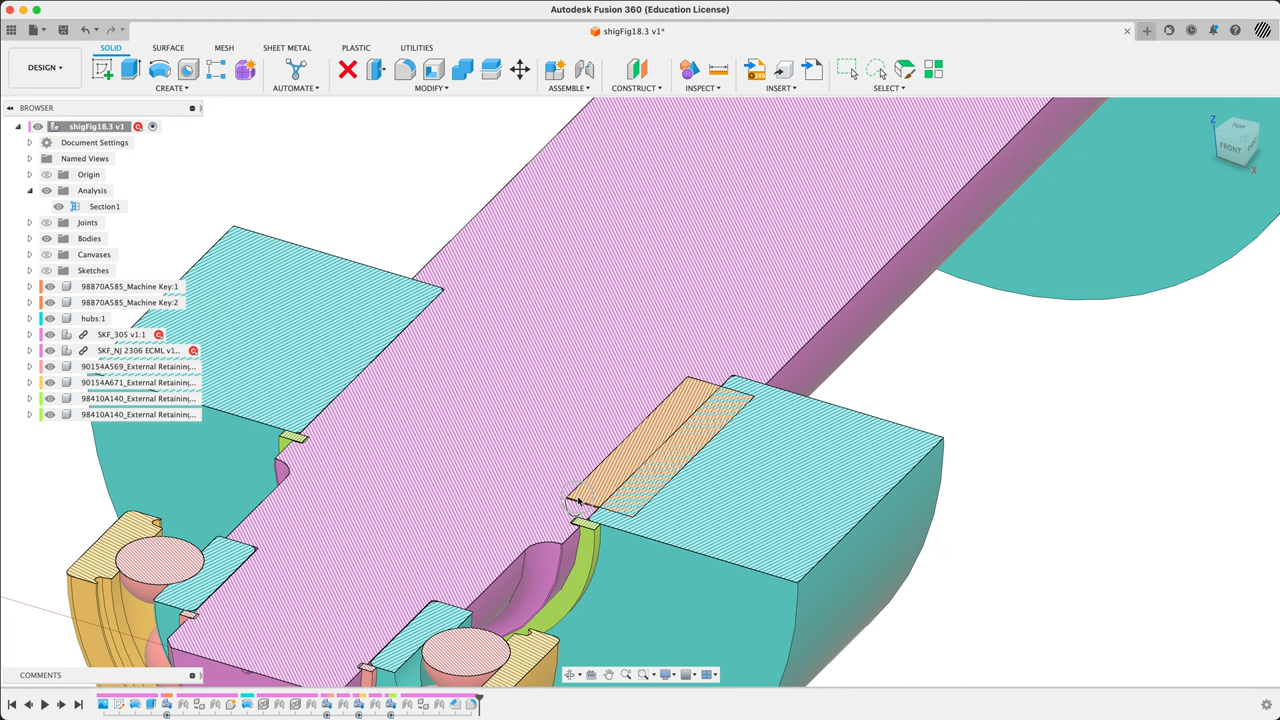 Autodesk Fusion 360 (Education License)
shigFig18.3 v1*
SOLID SURFACE MESH SHEET METAL PLASTIC UTILITIES
DESIGN
CREATE AUTOMATE MODIFY ASSEMBLE CONSTRUCT INSPECT INSERT SELECT
BROWSER
shigFig18.3 v1
Document Settings
Named Views
Origin
Analysis
Section1
Joints
Bodies
Canvases
Sketches
98870A585_Machine Key:1
98870A585_Machine Key:2
hubs:1
SKF_305 v1:1
SKF_NJ 2306 ECML v1...
90154A569_External Retaining...
90154A671_External Retaining...
98410A140_External Retaining...
98410A140_External Retaining...
Z
TOP
FRONT
X
COMMENTS